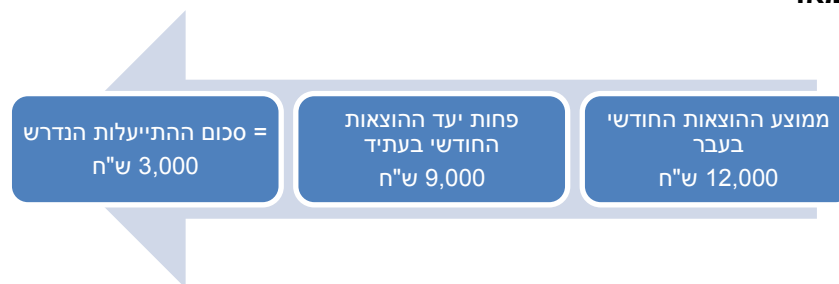 ממוצע ההוצאות החודשי
בעבר
12,000 ש"ח
פחות יעד ההוצאות
החודשי בעתיד
9,000 ש"ח
= סכום ההתייעלות הנדרש
3,000 ש"ח